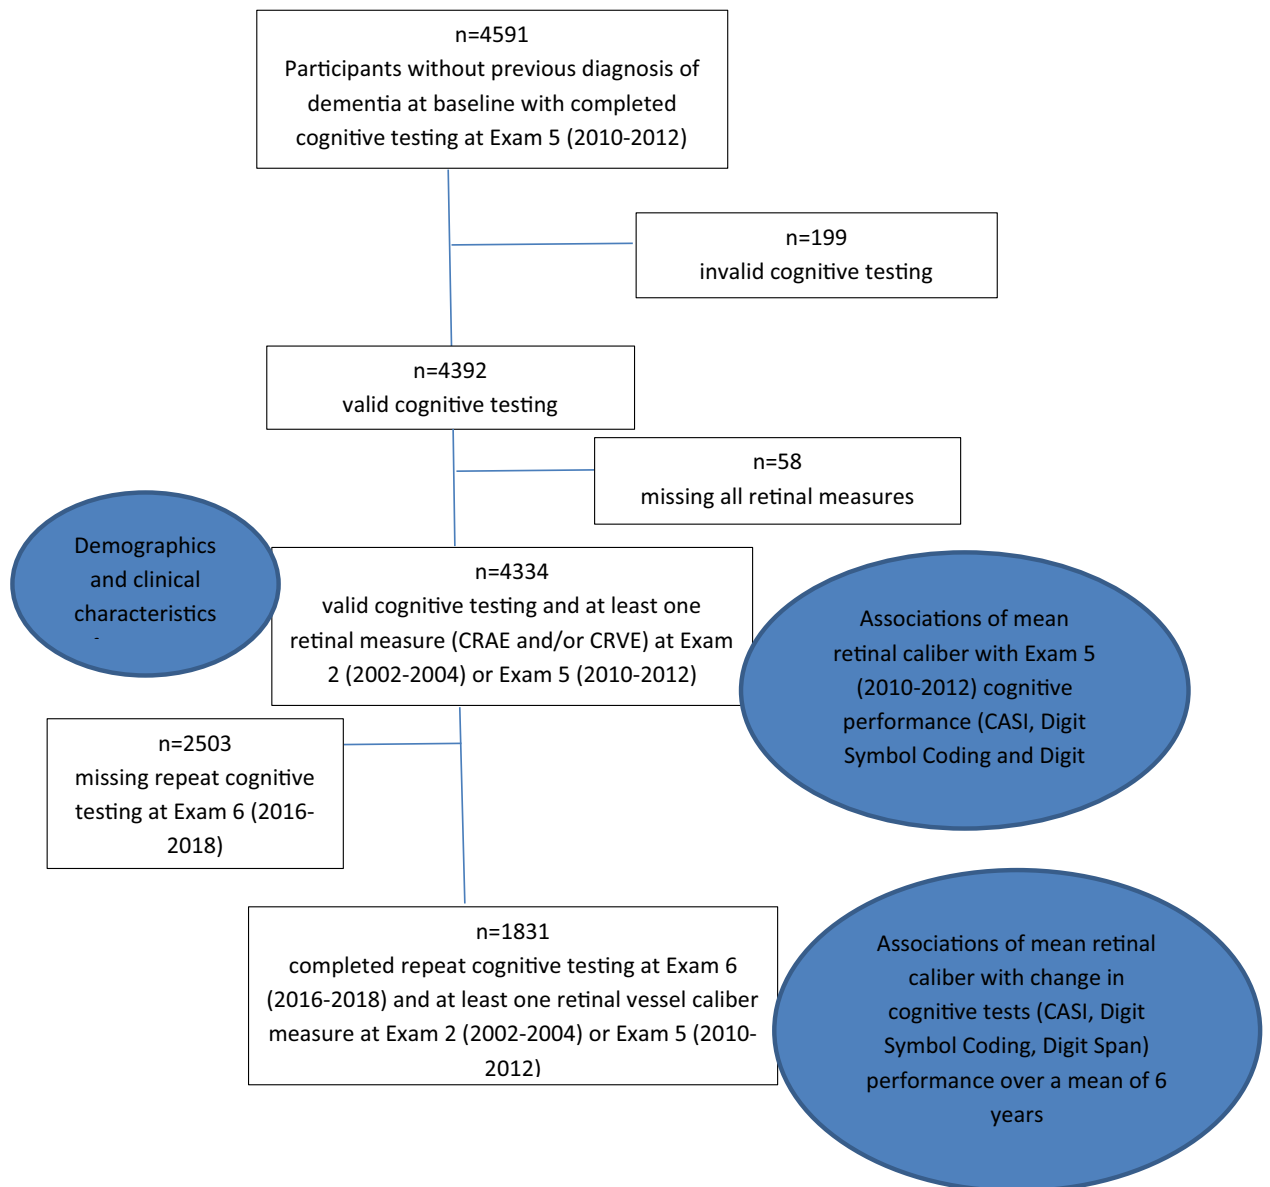 n=4591
Participants without previous diagnosis of
dementia at baseline with completed
cognitive testing at Exam 5 (2010-2012)
n=199
invalid cognitive testing
n=4392
valid cognitive testing
n=58
missing all retinal measures
Demographics
and clinical
characteristics
n=4334
valid cognitive testing and at least one
retinal measure (CRAE and/or CRVE) at Exam
2 (2002-2004) or Exam 5 (2010-2012)
Associations of mean
retinal caliber with Exam 5
(2010-2012) cognitive
performance (CASI, Digit
Symbol Coding and Digit
n=2503
missing repeat cognitive
testing at Exam 6 (2016-
2018)
n=1831
completed repeat cognitive testing at Exam 6
(2016-2018) and at least one retinal vessel caliber
measure at Exam 2 (2002-2004) or Exam 5 (2010-
2012)
Associations of mean retinal
caliber with change in
cognitive tests (CASI, Digit
Symbol Coding, Digit Span)
performance over a mean of 6
years